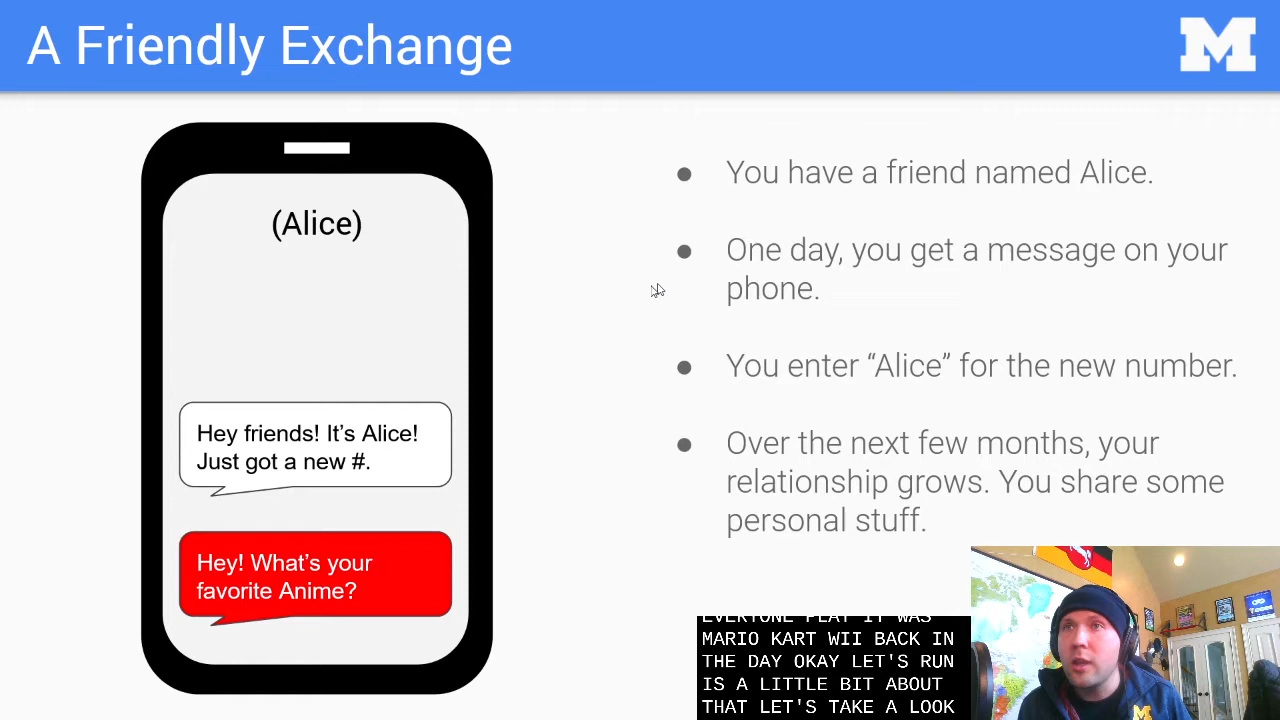 A Friendly Exchange
M
(Alice)
Hey friends! It's Alice!
Just got a new #.
Hey! What's your
favorite Anime?
● You have a friend named Alice.
● One day, you get a message on your
phone.
● You enter “Alice” for the new number.
● Over the next few months, your
relationship grows. You share some
personal stuff.
EVERYONE PLAY IT WAS
MARIO KART WII BACK IN
THE DAY OKAY LET'S RUN
IS A LITTLE BIT ABOUT
THAT LET'S TAKE A LOOK
M